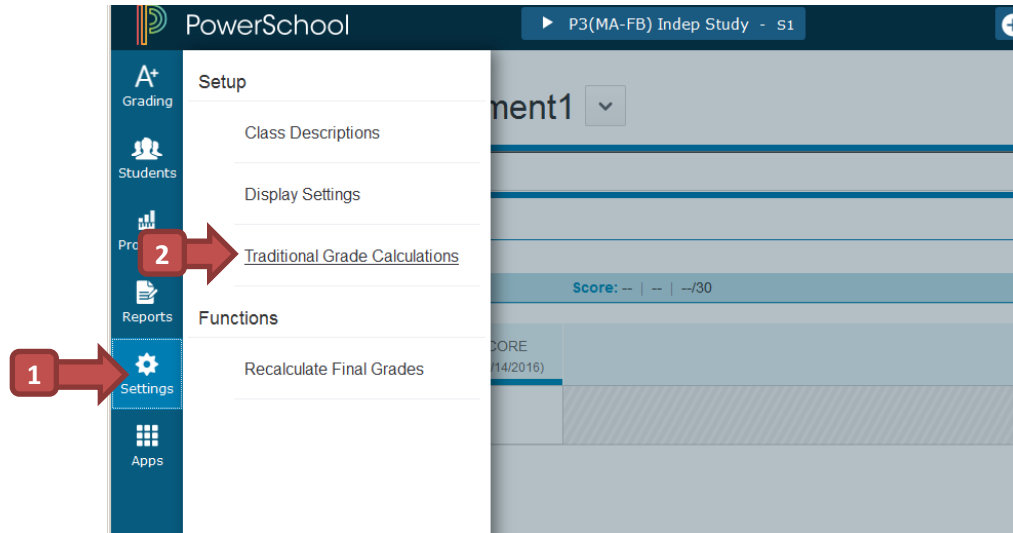 PowerSchool
P3(MA-FB) Indep Study - S1
A+
Grading
Students
Reports
Settings
Apps
Setup
Class Descriptions
Display Settings
Traditional Grade Calculations
Functions
Recalculate Final Grades
1
2
ment1
Score: -- | -- | --/30
CORE
/14/2016)